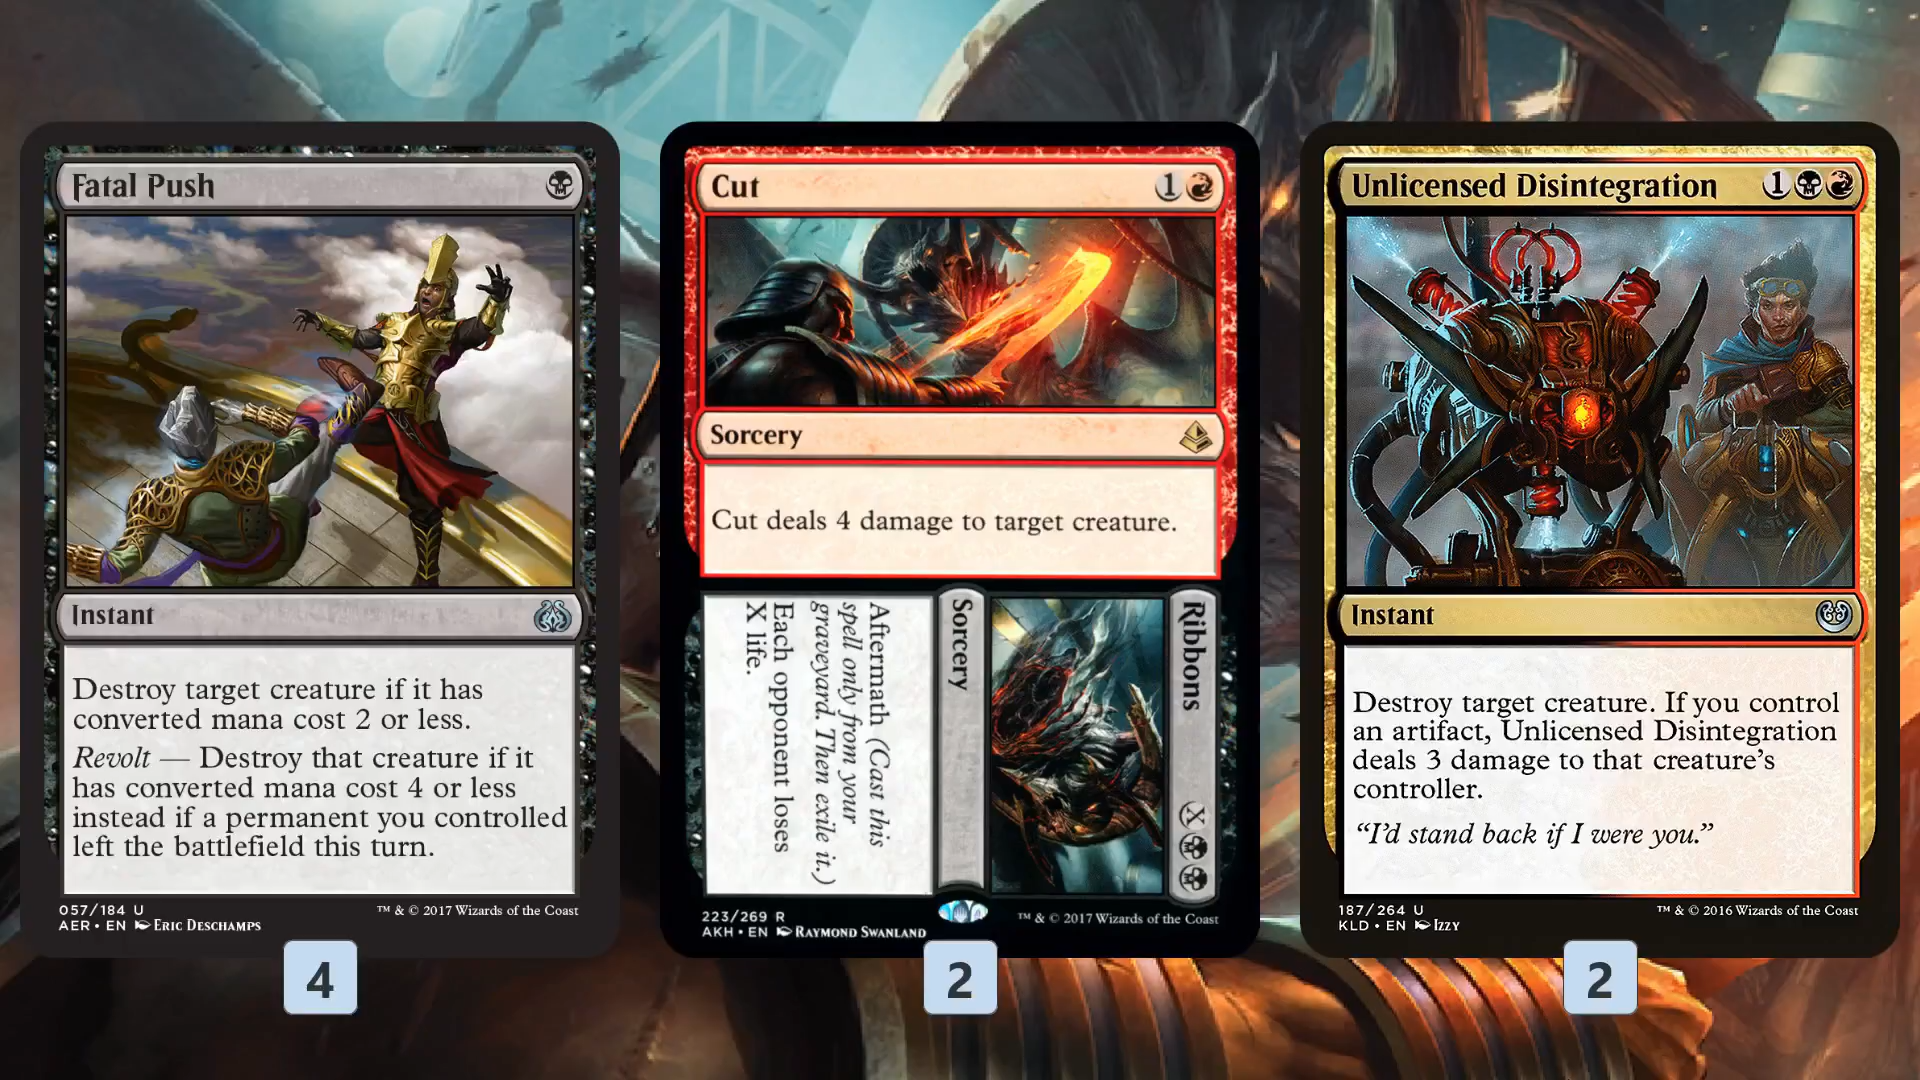 Fatal Push
Instant
Destroy target creature if it has
converted mana cost 2 or less.
Revolt — Destroy that creature if it
has converted mana cost 4 or less
instead if a permanent you controlled
left the battlefield this turn.
057/184 U
AER • EN Eric Deschamps
™ & © 2017 Wizards of the Coast
4
Cut 1
Sorcery
Cut deals 4 damage to target creature.
Ribbons X
Sorcery
Aftermath (Cast this
spell only from your
graveyard. Then exile it.)
Each opponent loses
X life.
223/269 R
AKH • EN Raymond Swanland
™ & © 2017 Wizards of the Coast
2
Unlicensed Disintegration 1
Instant
Destroy target creature. If you control
an artifact, Unlicensed Disintegration
deals 3 damage to that creature's
controller.
"I'd stand back if I were you."
187/264 U
KLD • EN Izzy
™ & © 2016 Wizards of the Coast
2